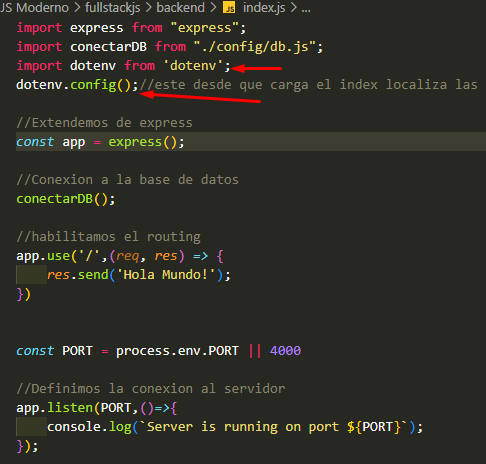 JS Moderno > fullstackjs > backend > JS index.js > ...
import express from "express";
import conectarDB from "./config/db.js";
import dotenv from 'dotenv';
dotenv.config();//este desde que carga el index localiza las
//Extendemos de express
const app = express();
//Conexion a la base de datos
conectarDB();
//habilitamos el routing
app.use('/',(req, res) => {
res.send('Hola Mundo!');
})
const PORT = process.env.PORT || 4000
//Definimos la conexion al servidor
app.listen(PORT,()=>{
console.log(`Server is running on port ${PORT}`);
});